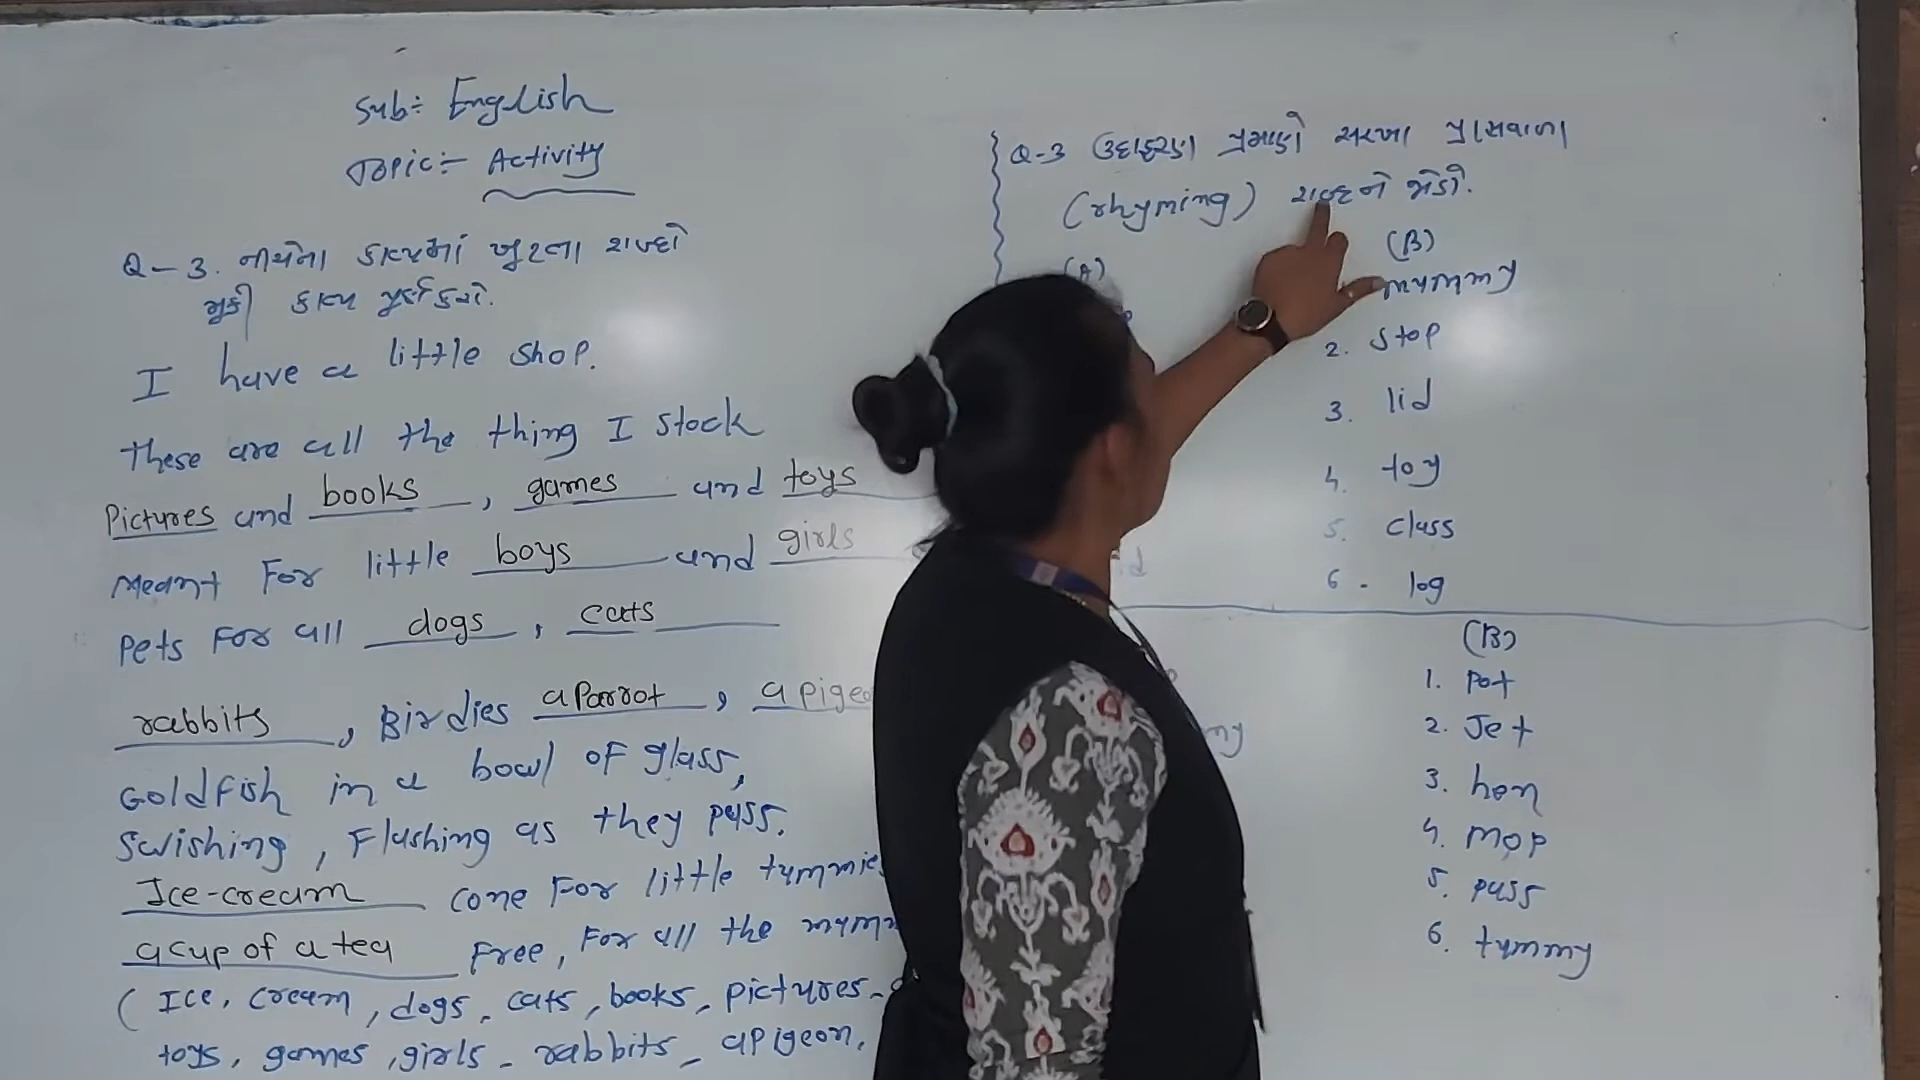 Sub:- English
Topic:- Activity
Q-3. નીચેના કાવ્યમાં ખૂટતા શબ્દો
મૂકી કાવ્ય પૂર્ણ કરો.
I have a little shop.
These are all the thing I stock
Pictures and books, games and toys
Meant For little boys and girls
Pets For all dogs, cats
rabbits, Birdies a Parrot,
Goldfish in a bowl of glass,
Swishing, Flashing as they pass.
Ice-cream cone For little
a cup of a tea Free, For all the
(Ice, cream, dogs, cats, books, pictures-
toys, games, girls - rabbits - a pigeon,
Q-3 ઉદાહરણ પ્રમાણે સરખા પ્રાસવાળા
(rhyming) શબ્દને જોડો.
(A) (B)
mummy
2. stop
3. lid
4. toy
5. class
6 - log
(B)
1. Pot
2. Jet
3. hen
4. Mop
5. pass
6. tummy